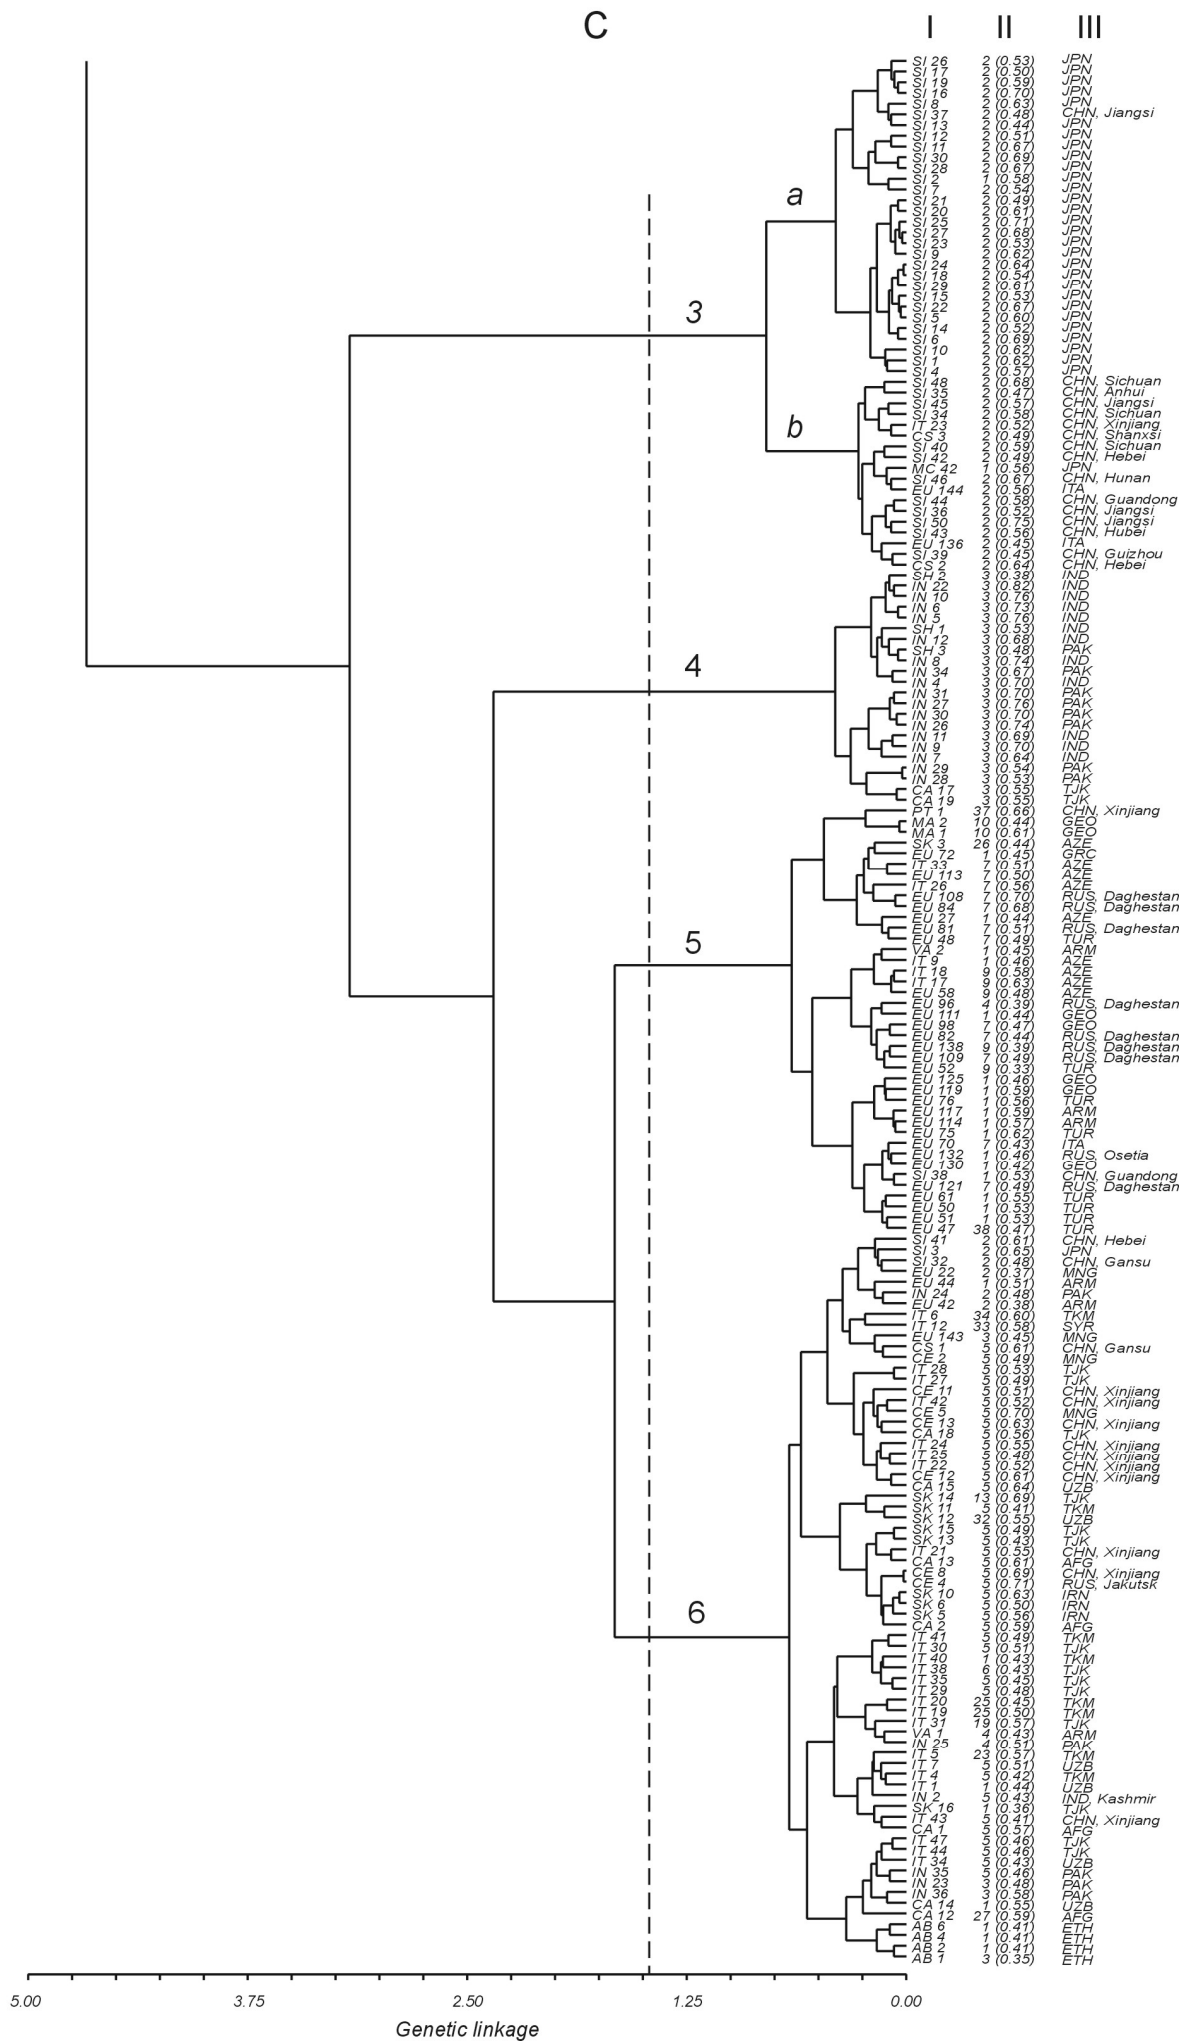 C I II III
SI 26 2 (0.53) JPN
SI 17 2 (0.50) JPN
SI 19 2 (0.59) JPN
SI 16 2 (0.70) JPN
SI 8 2 (0.63) JPN
SI 37 2 (0.48) CHN, Jiangsi
SI 13 2 (0.44) JPN
SI 12 2 (0.51) JPN
SI 11 2 (0.67) JPN
SI 30 2 (0.69) JPN
SI 28 2 (0.67) JPN
SI 2 1 (0.58) JPN
SI 7 2 (0.54) JPN
a
SI 21 2 (0.49) JPN
SI 20 2 (0.61) JPN
SI 25 2 (0.71) JPN
SI 27 2 (0.68) JPN
SI 23 2 (0.53) JPN
SI 9 2 (0.62) JPN
SI 24 2 (0.64) JPN
SI 18 2 (0.54) JPN
SI 29 2 (0.61) JPN
SI 15 2 (0.53) JPN
SI 22 2 (0.67) JPN
3
SI 5 2 (0.60) JPN
SI 14 2 (0.52) JPN
SI 6 2 (0.69) JPN
SI 10 2 (0.62) JPN
SI 1 2 (0.62) JPN
SI 4 2 (0.57) JPN
SI 48 2 (0.68) CHN, Sichuan
SI 35 2 (0.47) CHN, Anhui
SI 45 2 (0.57) CHN, Jiangsi
SI 34 2 (0.58) CHN, Sichuan
IT 23 2 (0.52) CHN, Xinjiang
b
CS 3 2 (0.49) CHN, Shanxsi
SI 40 2 (0.59) CHN, Sichuan
SI 42 2 (0.49) CHN, Hebei
MC 42 1 (0.56) JPN
SI 46 2 (0.67) CHN, Hunan
EU 144 2 (0.56) ITA
SI 44 2 (0.58) CHN, Guandong
SI 36 2 (0.52) CHN, Jiangsi
SI 50 2 (0.75) CHN, Jiangsi
SI 43 2 (0.56) CHN, Hubei
EU 136 2 (0.45) ITA
SI 39 2 (0.45) CHN, Guizhou
CS 2 2 (0.64) CHN, Hebei
SH 2 3 (0.38) IND
IN 22 3 (0.82) IND
IN 10 3 (0.76) IND
IN 6 3 (0.73) IND
IN 5 3 (0.76) IND
SH 1 3 (0.53) IND
IN 12 3 (0.68) IND
SH 3 3 (0.48) PAK
IN 8 3 (0.74) IND
4
IN 34 3 (0.67) PAK
IN 4 3 (0.70) IND
IN 31 3 (0.70) PAK
IN 27 3 (0.76) PAK
IN 30 3 (0.70) PAK
IN 26 3 (0.74) PAK
IN 11 3 (0.69) IND
IN 9 3 (0.70) IND
IN 7 3 (0.64) IND
IN 29 3 (0.54) PAK
IN 28 3 (0.53) PAK
CA 17 3 (0.55) TJK
CA 19 3 (0.55) TJK
PT 1 37 (0.66) CHN, Xinjiang
MA 2 10 (0.44) GEO
MA 1 10 (0.61) GEO
SK 3 26 (0.44) AZE
EU 72 1 (0.45) GRC
IT 33 7 (0.51) AZE
EU 113 7 (0.50) AZE
IT 26 7 (0.56) AZE
EU 108 7 (0.70) RUS, Daghestan
EU 84 7 (0.68) RUS, Daghestan
EU 27 1 (0.44) AZE
EU 81 7 (0.51) RUS, Daghestan
EU 48 7 (0.49) TUR
5
VA 2 1 (0.45) ARM
IT 9 1 (0.46) AZE
IT 18 9 (0.58) AZE
IT 17 9 (0.63) AZE
EU 58 9 (0.48) AZE
EU 96 4 (0.39) RUS, Daghestan
EU 111 1 (0.44) GEO
EU 98 7 (0.47) GEO
EU 82 7 (0.44) RUS, Daghestan
EU 138 9 (0.39) RUS, Daghestan
EU 109 7 (0.49) RUS, Daghestan
EU 52 9 (0.33) TUR
EU 125 1 (0.46) GEO
EU 119 1 (0.59) GEO
EU 76 1 (0.56) TUR
EU 117 1 (0.59) ARM
EU 114 1 (0.57) ARM
EU 75 1 (0.62) TUR
EU 70 7 (0.43) ITA
EU 132 1 (0.46) RUS, Osetia
EU 130 1 (0.42) GEO
SI 38 1 (0.53) CHN, Guandong
EU 121 7 (0.49) RUS, Daghestan
EU 61 1 (0.55) TUR
EU 50 1 (0.53) TUR
EU 51 1 (0.53) TUR
EU 47 38 (0.47) TUR
SI 41 2 (0.61) CHN, Hebei
SI 3 2 (0.65) JPN
SI 32 2 (0.48) CHN, Gansu
EU 22 2 (0.37) MNG
EU 44 1 (0.51) ARM
IN 24 2 (0.48) PAK
EU 42 2 (0.38) ARM
IT 6 34 (0.60) TKM
IT 12 33 (0.58) SYR
EU 143 3 (0.45) MNG
CS 1 5 (0.61) CHN, Gansu
CE 2 5 (0.49) MNG
IT 28 5 (0.53) TJK
IT 27 5 (0.49) TJK
CE 11 5 (0.51) CHN, Xinjiang
IT 42 5 (0.52) CHN, Xinjiang
CE 5 5 (0.70) MNG
CE 13 5 (0.63) CHN, Xinjiang
CA 18 5 (0.56) TJK
IT 24 5 (0.55) CHN, Xinjiang
IT 25 5 (0.48) CHN, Xinjiang
IT 22 5 (0.52) CHN, Xinjiang
CE 12 5 (0.61) CHN, Xinjiang
CA 15 5 (0.64) UZB
SK 14 13 (0.69) TJK
SK 11 5 (0.41) TKM
SK 12 32 (0.55) UZB
SK 15 5 (0.49) TJK
SK 13 5 (0.43) TJK
IT 21 5 (0.55) CHN, Xinjiang
CA 13 5 (0.61) AFG
CE 8 5 (0.69) CHN, Xinjiang
CE 4 5 (0.71) RUS, Jakutsk
SK 10 5 (0.63) IRN
SK 6 5 (0.50) IRN
6
SK 5 5 (0.56) IRN
CA 2 5 (0.59) AFG
IT 41 5 (0.49) TKM
IT 30 5 (0.51) TJK
IT 40 1 (0.43) TKM
IT 38 6 (0.43) TJK
IT 35 5 (0.45) TJK
IT 29 5 (0.48) TJK
IT 20 25 (0.45) TKM
IT 19 25 (0.50) TKM
IT 31 19 (0.57) TJK
VA 1 4 (0.43) ARM
IN 25 4 (0.51) PAK
IT 5 23 (0.57) TKM
IT 7 5 (0.51) UZB
IT 4 5 (0.42) TKM
IT 1 1 (0.44) UZB
IN 2 5 (0.43) IND, Kashmir
SK 16 1 (0.36) TJK
IT 43 5 (0.41) CHN, Xinjiang
CA 1 5 (0.57) AFG
IT 47 5 (0.46) TJK
IT 44 5 (0.46) TJK
IT 34 5 (0.43) UZB
IN 35 5 (0.46) PAK
IN 23 3 (0.48) PAK
IN 36 3 (0.58) PAK
CA 14 1 (0.55) UZB
CA 12 27 (0.59) AFG
AB 6 1 (0.41) ETH
AB 4 1 (0.41) ETH
AB 2 1 (0.41) ETH
AB 1 3 (0.35) ETH
5.00 3.75 2.50 1.25 0.00
Genetic linkage